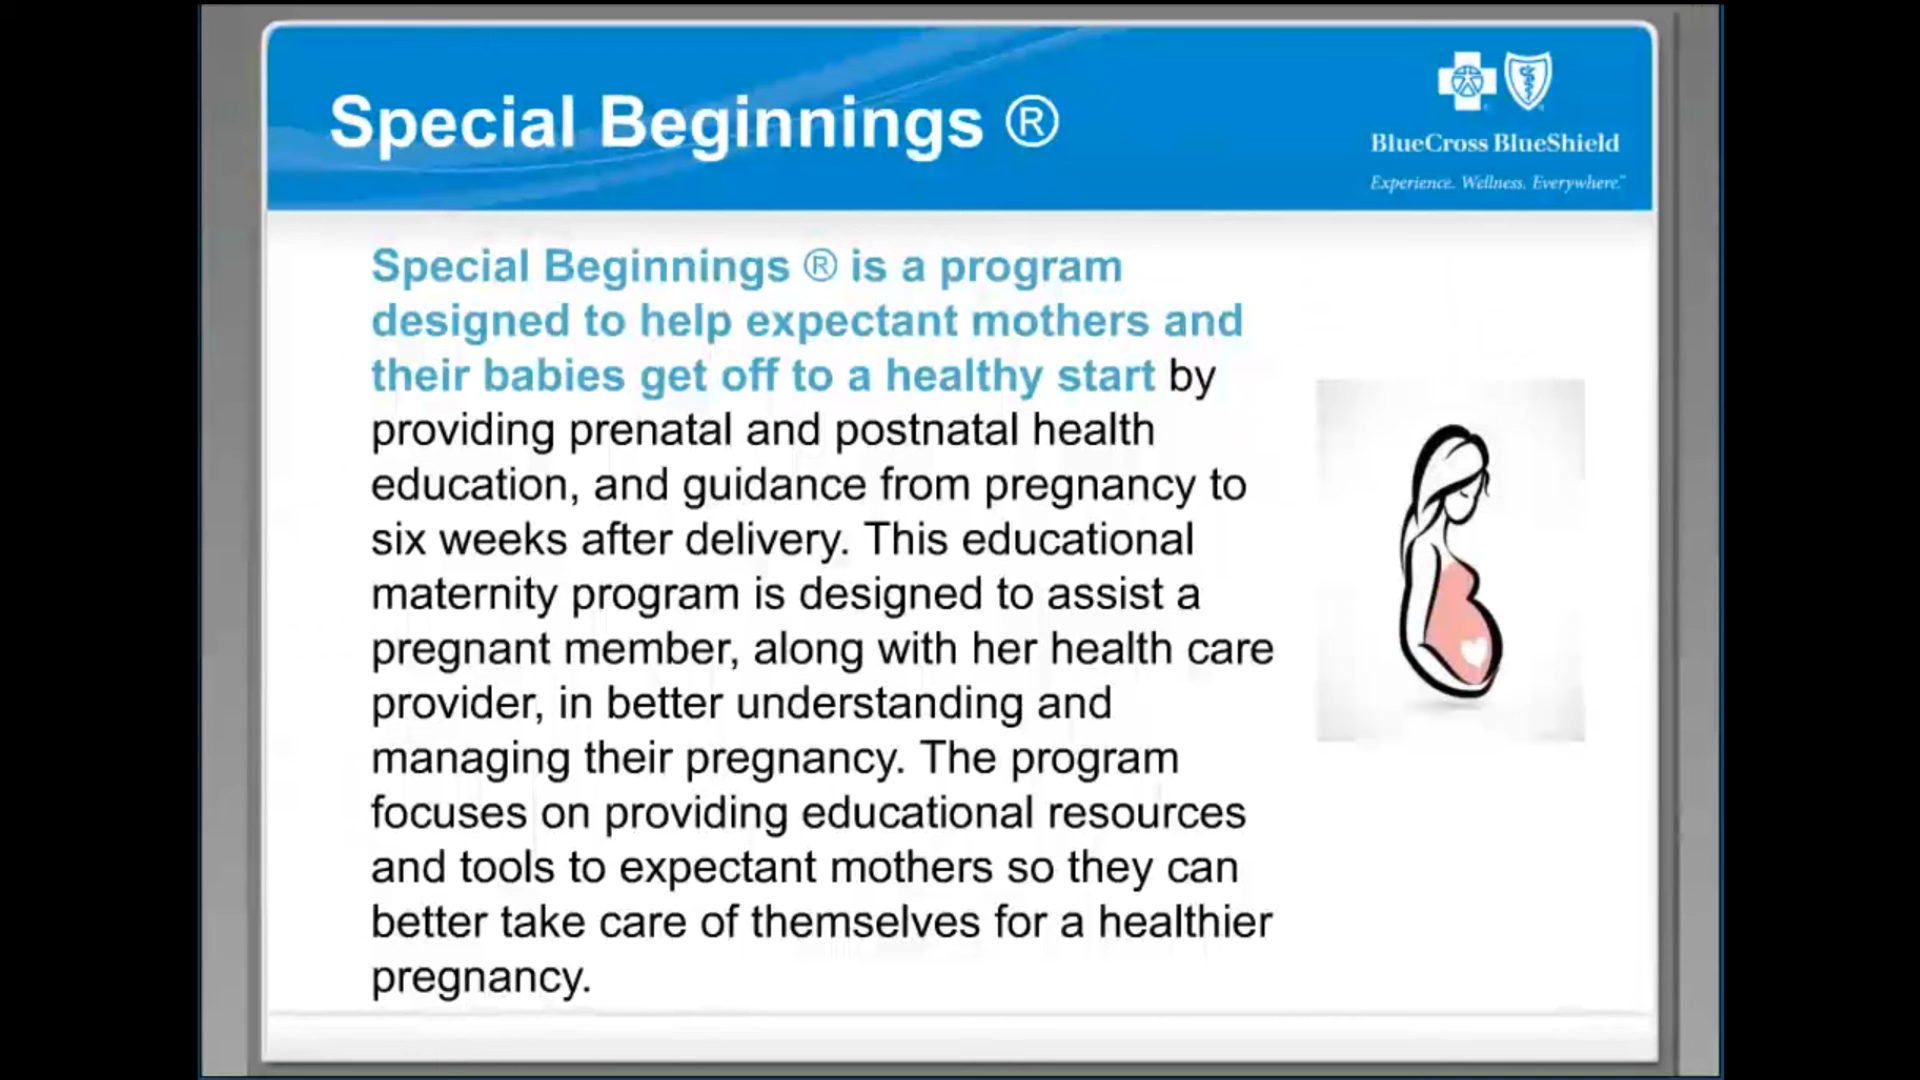 Special Beginnings ®
BlueCross BlueShield
Experience. Wellness. Everywhere.℠
Special Beginnings ® is a program
designed to help expectant mothers and
their babies get off to a healthy start by
providing prenatal and postnatal health
education, and guidance from pregnancy to
six weeks after delivery. This educational
maternity program is designed to assist a
pregnant member, along with her health care
provider, in better understanding and
managing their pregnancy. The program
focuses on providing educational resources
and tools to expectant mothers so they can
better take care of themselves for a healthier
pregnancy.